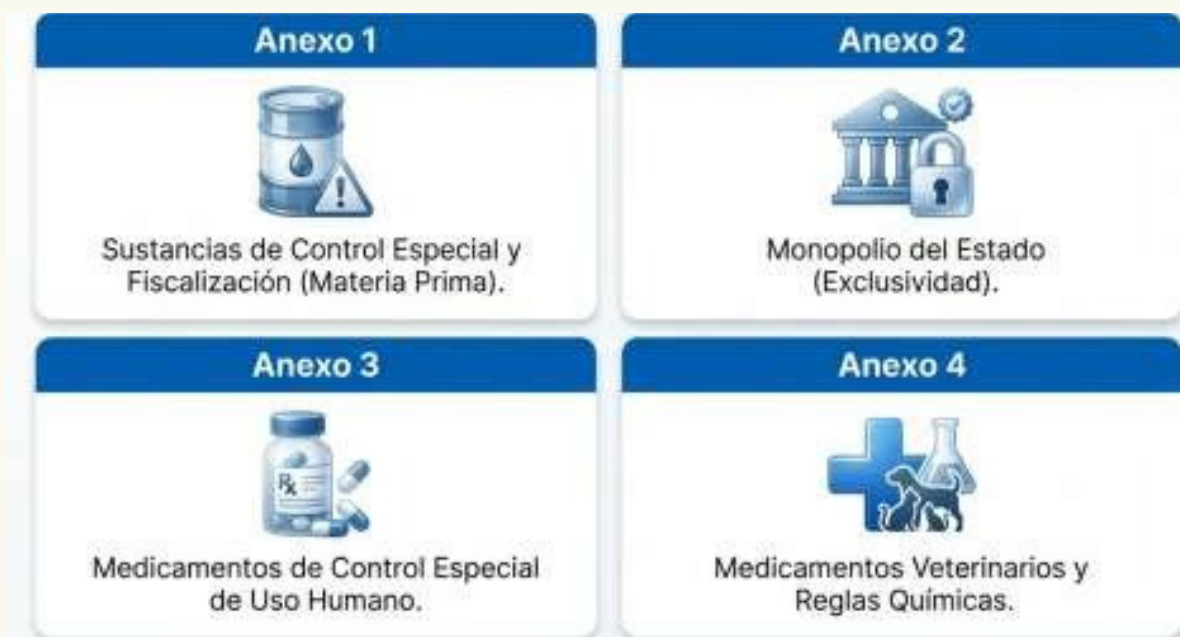 Anexo 1
Sustancias de Control Especial y
Fiscalización (Materia Prima).
Anexo 2
Monopolio del Estado
(Exclusividad).
Anexo 3
Rx
Medicamentos de Control Especial
de Uso Humano.
Anexo 4
Medicamentos Veterinarios y
Reglas Químicas.